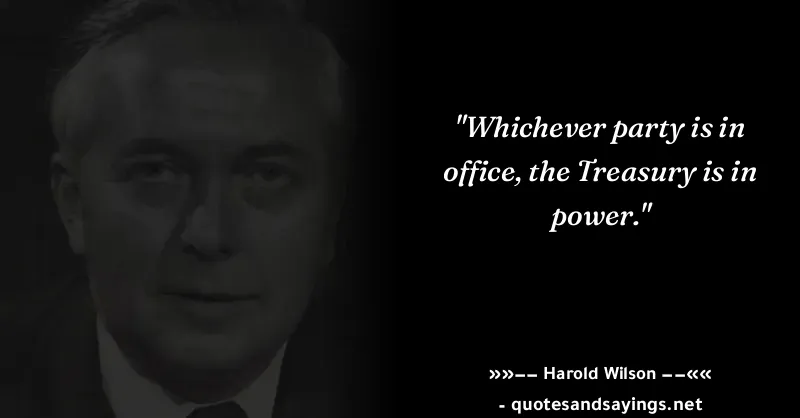 "Whichever party is in
office, the Treasury is in
power."
»»−− Harold Wilson −−««
- quotesandsayings.net